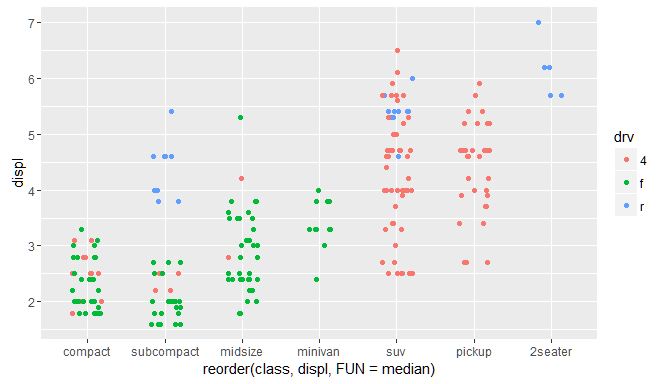 7
6
5
4
3
2
displ
compact subcompact midsize minivan suv pickup 2seater
reorder(class, displ, FUN = median)
drv
4
f
r